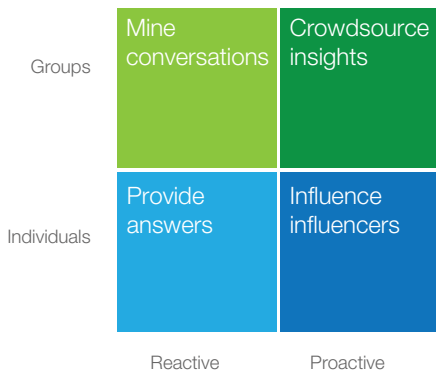 Mine
conversations
Crowdsource
insights
Groups
Provide
answers
Influence
influencers
Individuals
Reactive
Proactive